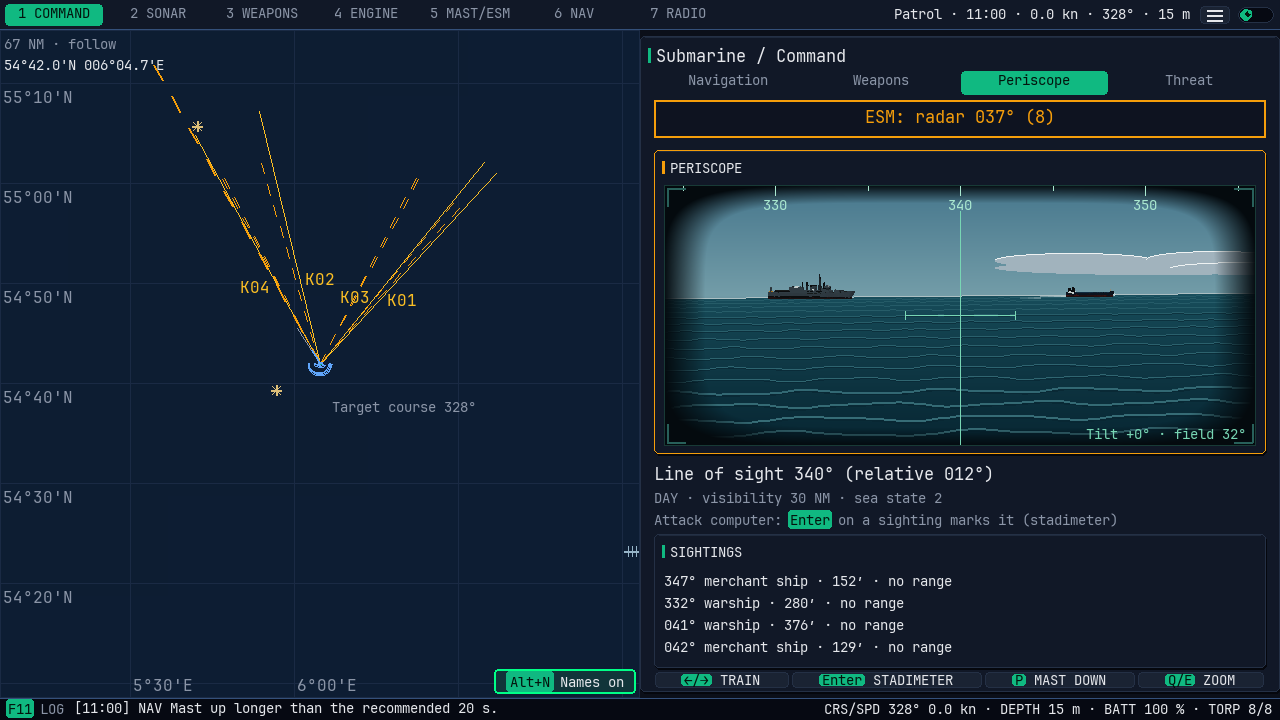 1 COMMAND 2 SONAR 3 WEAPONS 4 ENGINE 5 MAST/ESM 6 NAV 7 RADIO Patrol · 11:00 · 0.0 kn · 328° · 15 m
67 NM · follow
54°42.0'N 006°04.7'E
55°10'N
55°00'N
54°50'N
54°40'N
54°30'N
54°20'N
5°30'E 6°00'E
K04
K02
K03
K01
Target course 328°
Alt+N Names on
Submarine / Command
Navigation Weapons Periscope Threat
ESM: radar 037° (8)
PERISCOPE
330 340 350
Tilt +0° · field 32°
Line of sight 340° (relative 012°)
DAY · visibility 30 NM · sea state 2
Attack computer: Enter on a sighting marks it (stadimeter)
SIGHTINGS
347° merchant ship · 152′ · no range
332° warship · 280′ · no range
041° warship · 376′ · no range
042° merchant ship · 129′ · no range
←/→ TRAIN Enter STADIMETER P MAST DOWN Q/E ZOOM
F11 LOG [11:00] NAV Mast up longer than the recommended 20 s. CRS/SPD 328° 0.0 kn · DEPTH 15 m · BATT 100 % · TORP 8/8